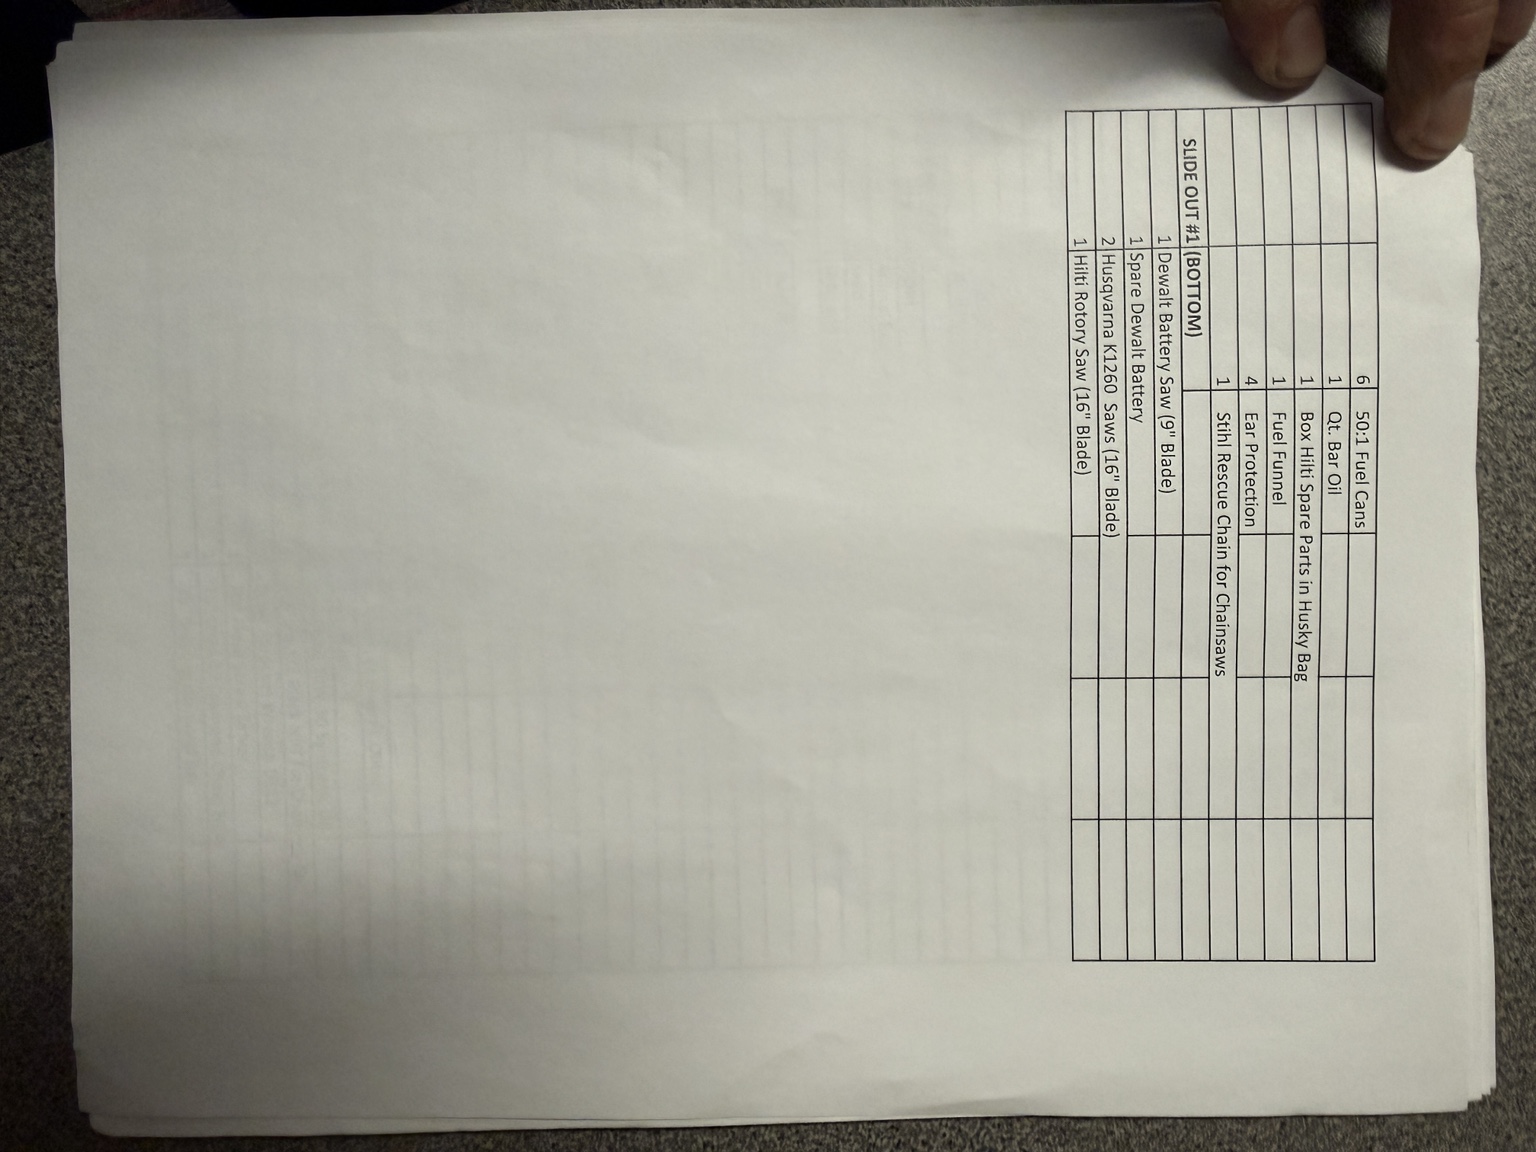 6 50:1 Fuel Cans
1 Qt. Bar Oil
1 Box Hilti Spare Parts in Husky Bag
1 Fuel Funnel
4 Ear Protection
1 Stihl Rescue Chain for Chainsaws
SLIDE OUT #1 (BOTTOM)
1 Dewalt Battery Saw (9" Blade)
1 Spare Dewalt Battery
2 Husqvarna K1260 Saws (16" Blade)
1 Hilti Rotory Saw (16" Blade)